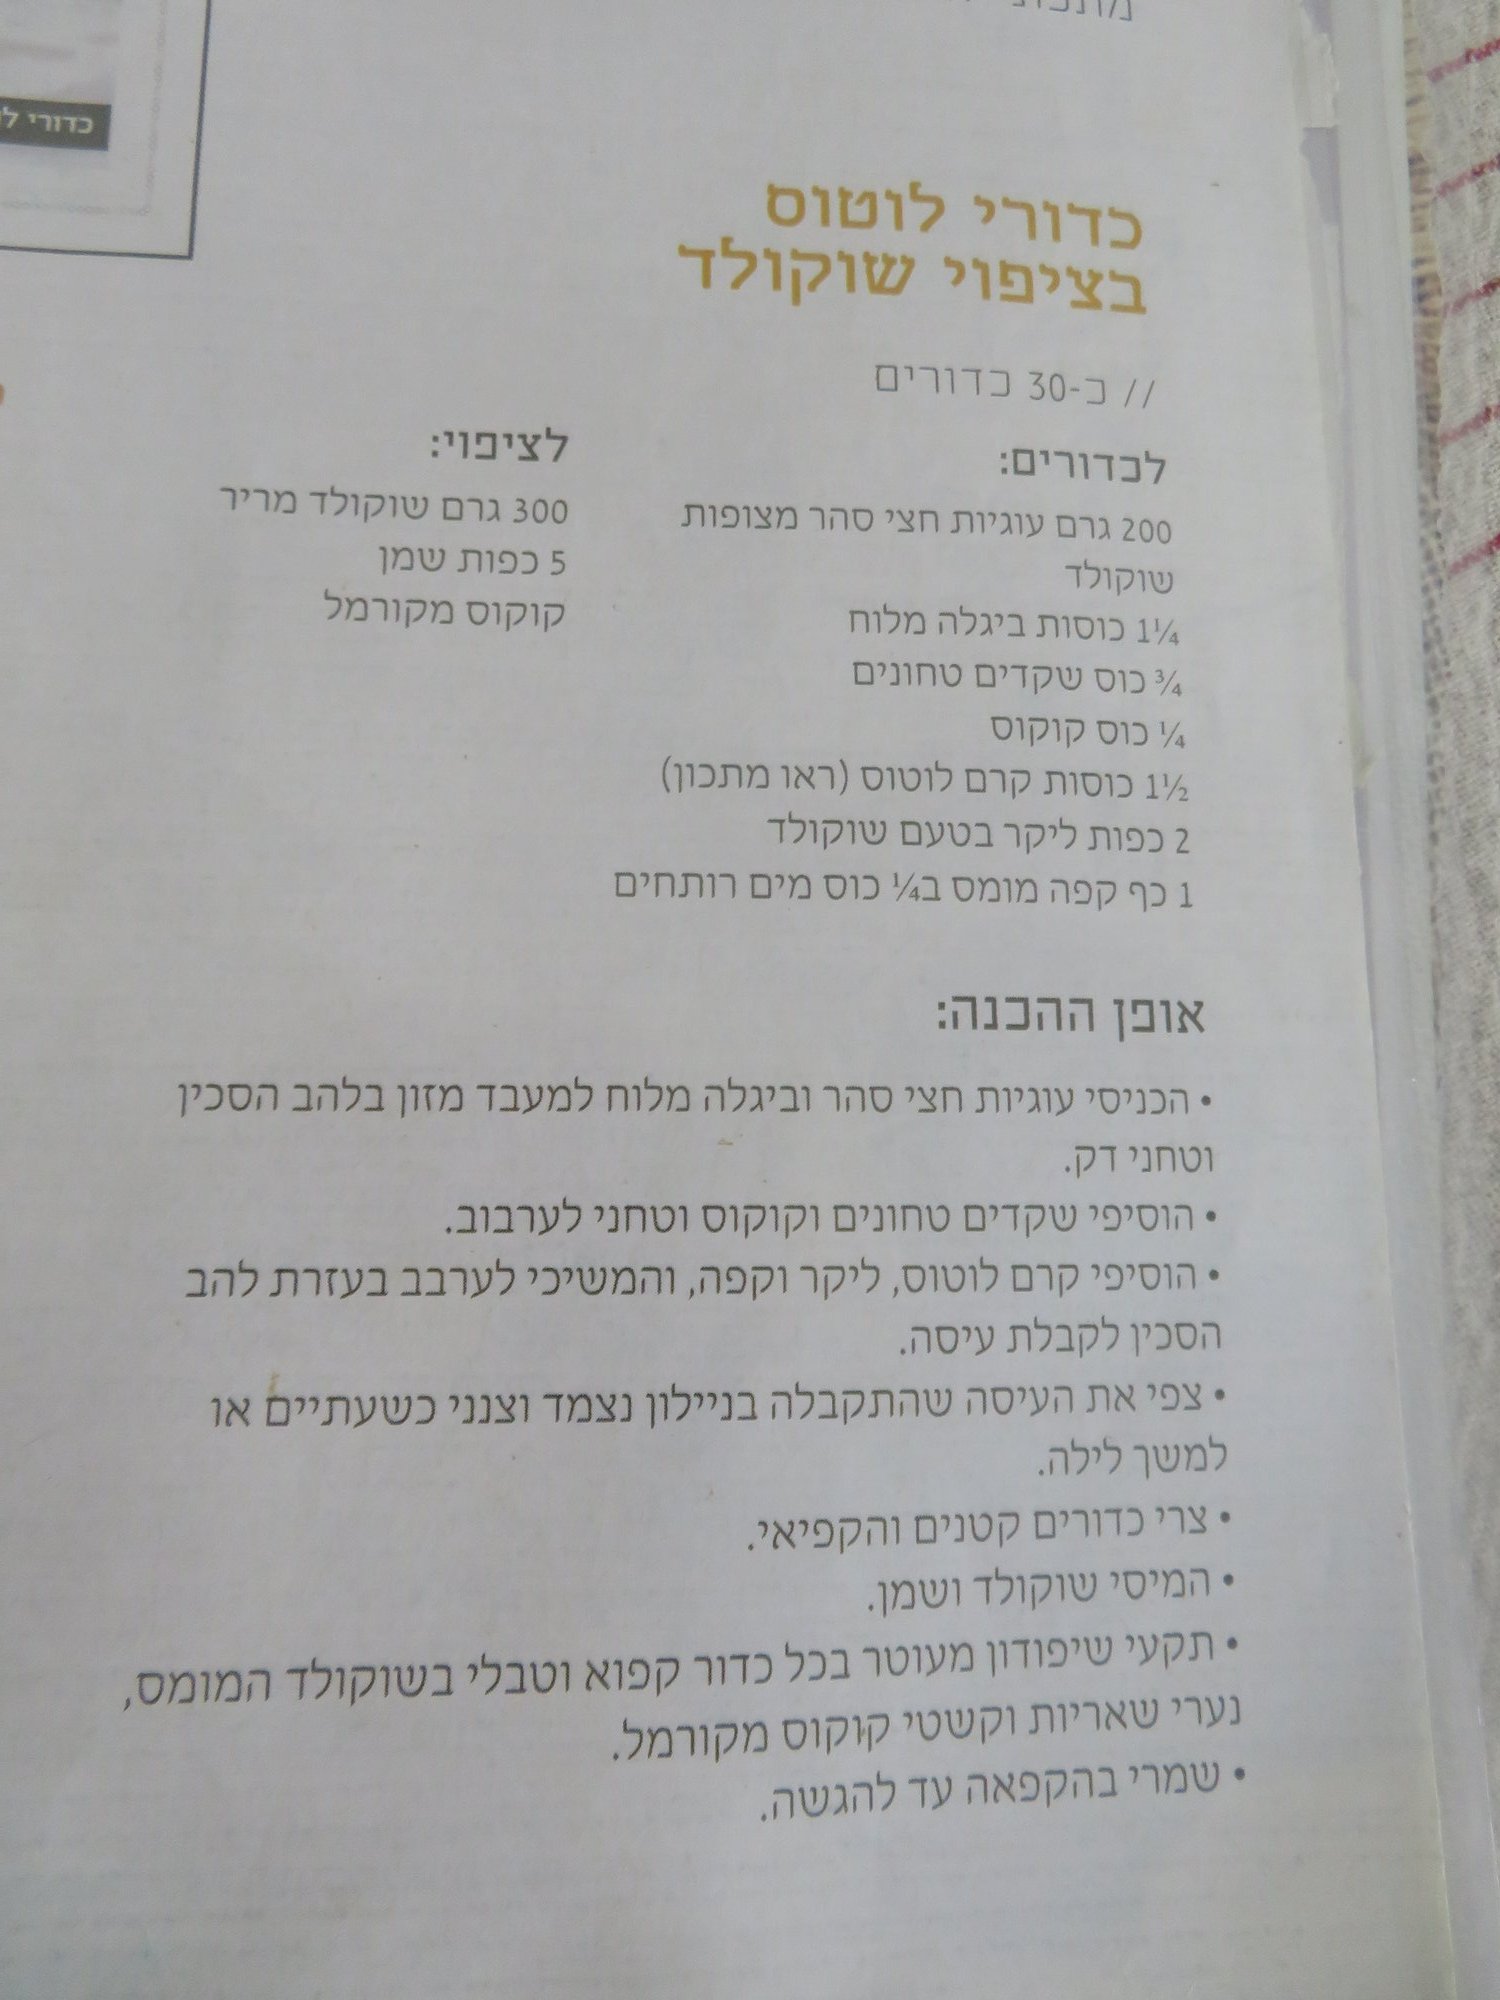 כדורי
כדורי לוטוס
בציפוי שוקולד
// כ-30 כדורים
לכדורים:
200 גרם עוגיות חצי סהר מצופות
שוקולד
1¼ כוסות ביגלה מלוח
¾ כוס שקדים טחונים
¼ כוס קוקוס
1½ כוסות קרם לוטוס (ראו מתכון)
2 כפות ליקר בטעם שוקולד
1 כף קפה מומס ב¼ כוס מים רותחים
לציפוי:
300 גרם שוקולד מריר
5 כפות שמן
קוקוס מקורמל
אופן ההכנה:
• הכניסי עוגיות חצי סהר וביגלה מלוח למעבד מזון בלהב הסכין
וטחני דק.
• הוסיפי שקדים טחונים וקוקוס וטחני לערבוב.
• הוסיפי קרם לוטוס, ליקר וקפה, והמשיכי לערבב בעזרת להב
הסכין לקבלת עיסה.
• צפי את העיסה שהתקבלה בניילון נצמד וצנני כשעתיים או
למשך לילה.
• צרי כדורים קטנים והקפיאי.
• המיסי שוקולד ושמן.
• תקעי שיפודון מעוטר בכל כדור קפוא וטבלי בשוקולד המומס,
נערי שאריות וקשטי קוקוס מקורמל.
• שמרי בהקפאה עד להגשה.